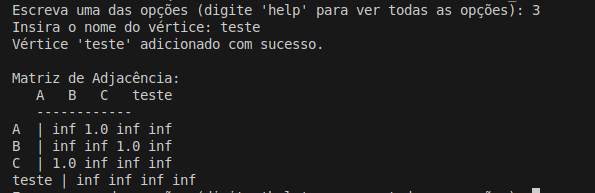 Escreva uma das opções (digite 'help' para ver todas as opções): 3
Insira o nome do vértice: teste
Vértice 'teste' adicionado com sucesso.
Matriz de Adjacência:
A B C teste
------------
A | inf 1.0 inf inf
B | inf inf 1.0 inf
C | 1.0 inf inf inf
teste | inf inf inf inf